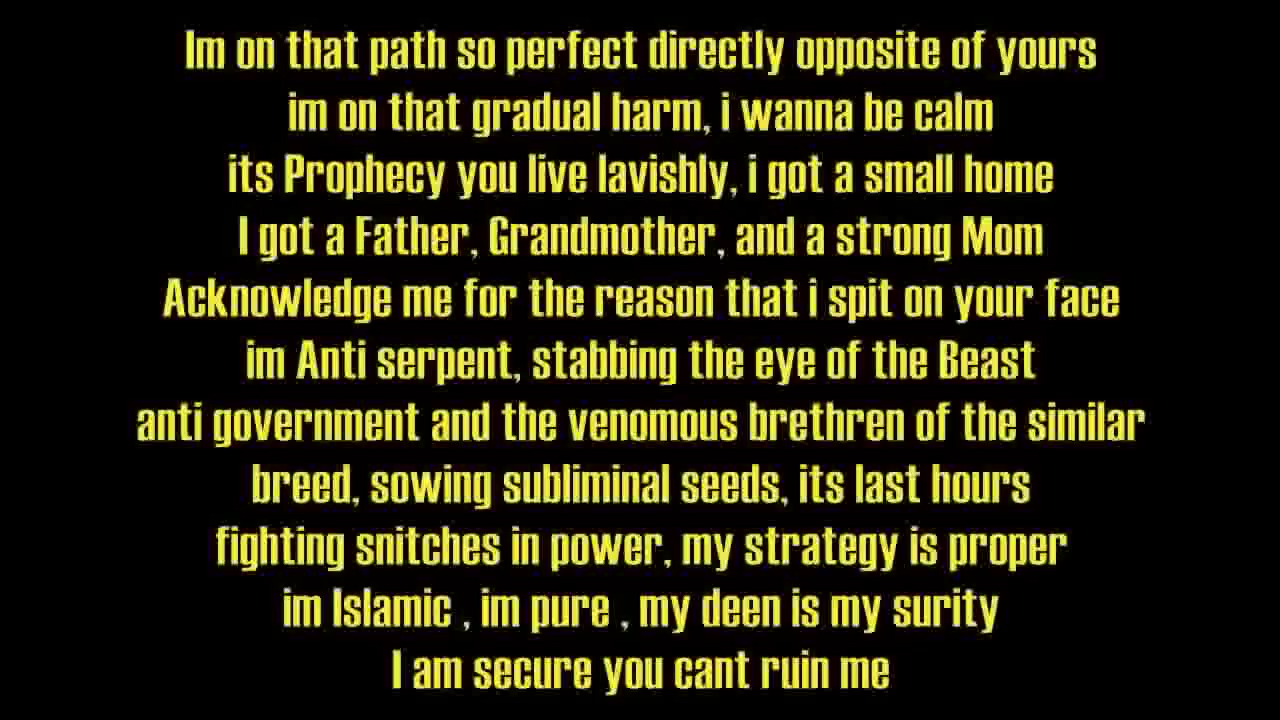 Im on that path so perfect directly opposite of yours
im on that gradual harm, i wanna be calm
its Prophecy you live lavishly, i got a small home
I got a Father, Grandmother, and a strong Mom
Acknowledge me for the reason that i spit on your face
im Anti serpent, stabbing the eye of the Beast
anti government and the venomous brethren of the similar
breed, sowing subliminal seeds, its last hours
fighting snitches in power, my strategy is proper
im Islamic , im pure , my deen is my surity
I am secure you cant ruin me